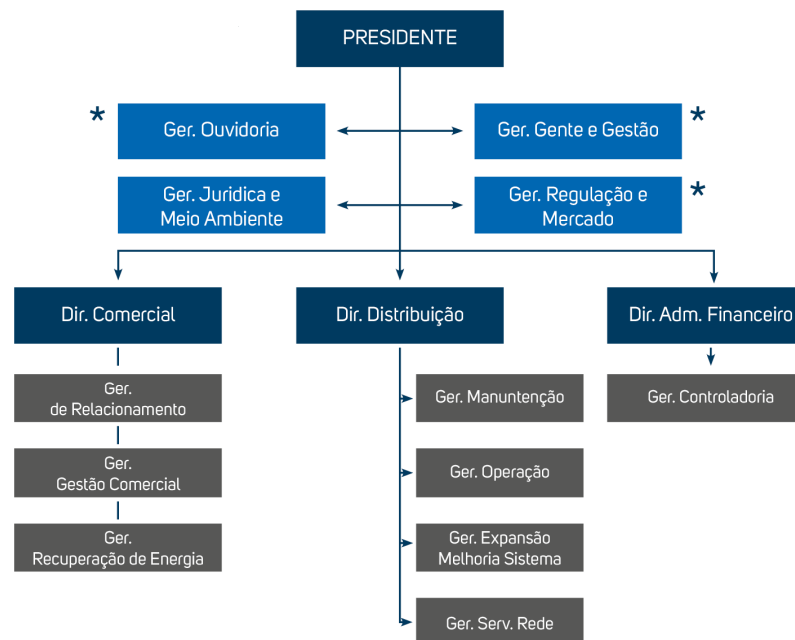 PRESIDENTE
* Ger. Ouvidoria
Ger. Gente e Gestão *
Ger. Juridica e
Meio Ambiente
Ger. Regulação e *
Mercado
Dir. Comercial
Dir. Distribuição
Dir. Adm. Financeiro
Ger.
de Relacionamento
Ger.
Gestão Comercial
Ger.
Recuperação de Energia
Ger. Manuntenção
Ger. Operação
Ger. Expansão
Melhoria Sistema
Ger. Serv. Rede
Ger. Controladoria